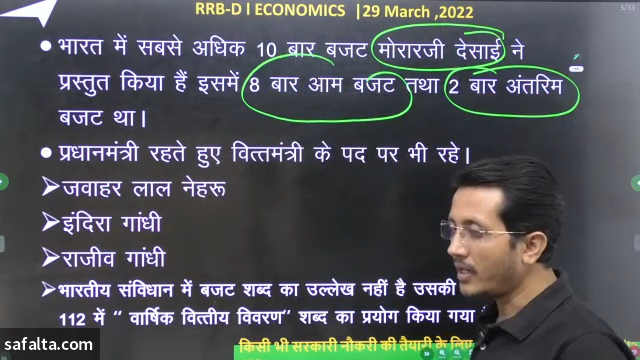 RRB-D l ECONOMICS |29 March ,2022
3/33
● भारत में सबसे अधिक 10 बार बजट मोरारजी देसाई ने
प्रस्तुत किया हैं इसमें 8 बार आम बजट तथा 2 बार अंतरिम
बजट था।
● प्रधानमंत्री रहते हुए वित्तमंत्री के पद पर भी रहे।
➤जवाहर लाल नेहरू
➤इंदिरा गांधी
➤राजीव गांधी
➤भारतीय संविधान में बजट शब्द का उल्लेख नहीं है उसकी
112 में “ वार्षिक वित्तीय विवरण” शब्द का प्रयोग किया गया
किसी भी सरकारी नौकरी की तैयारी के लिए
safalta.com